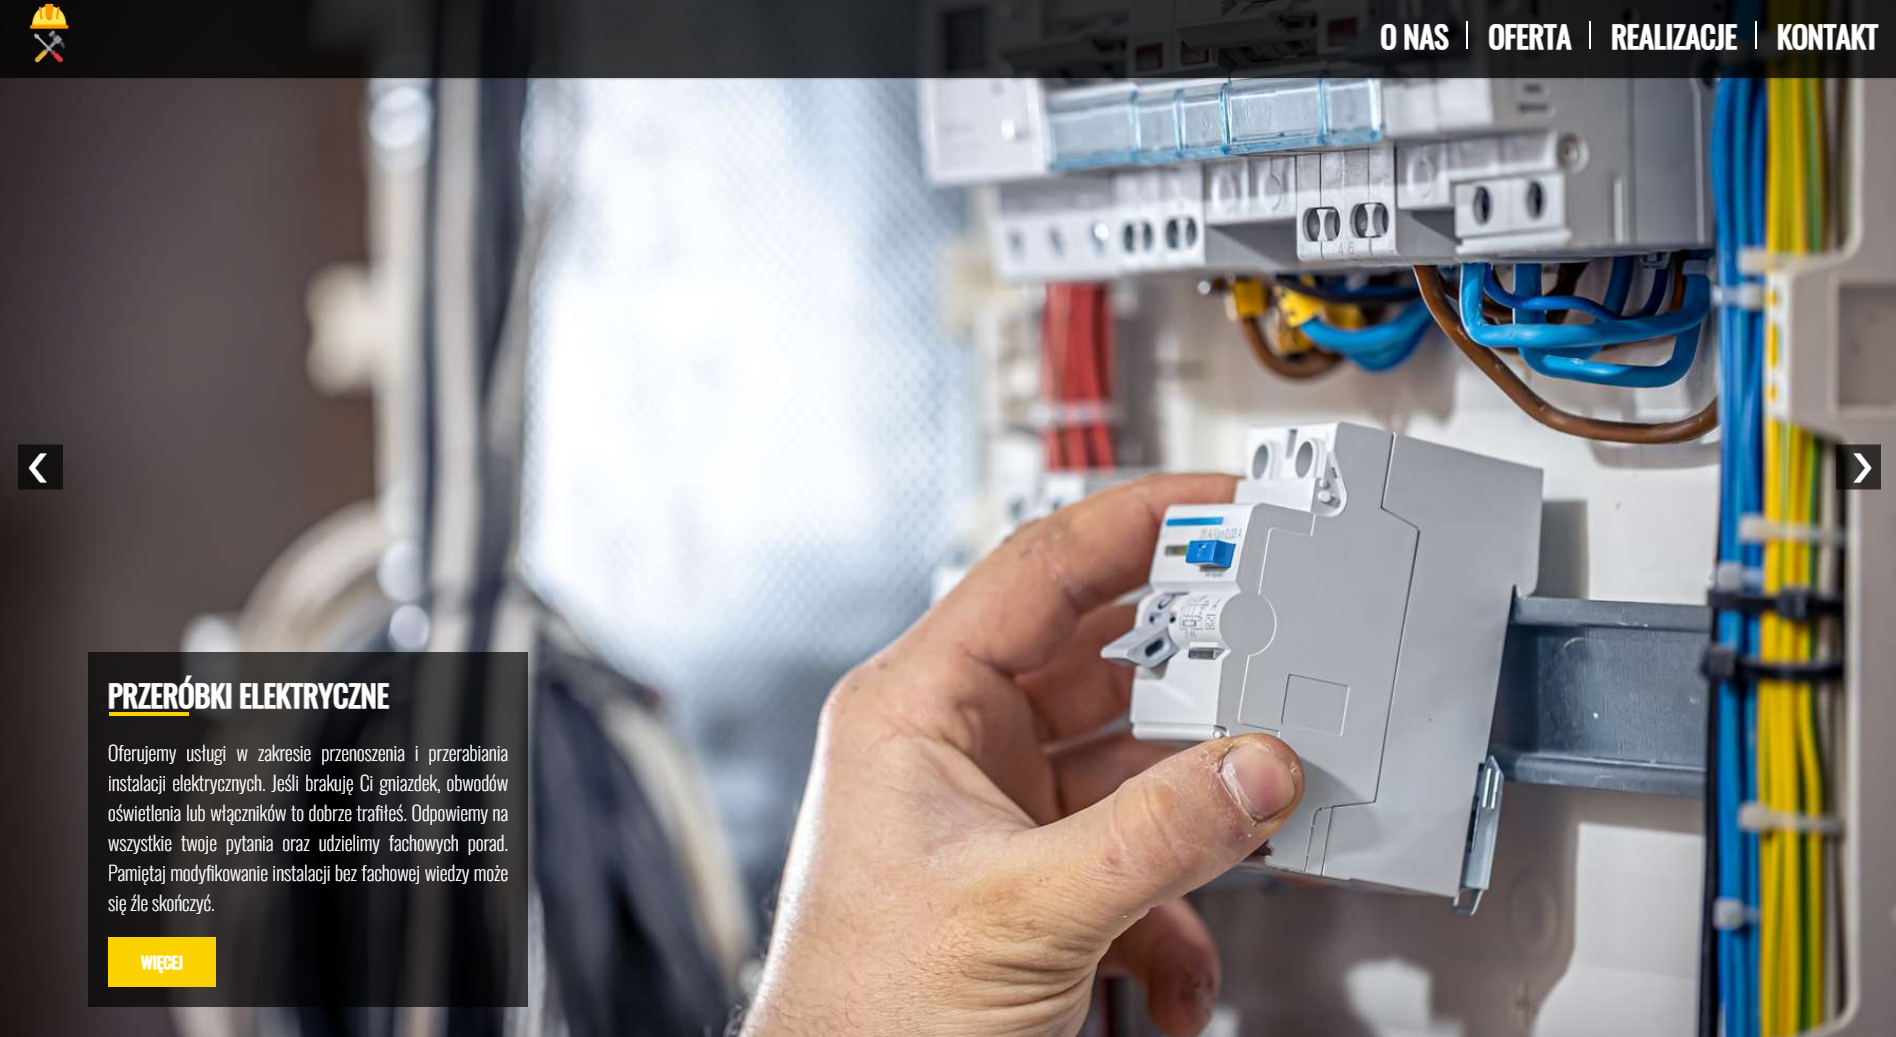 O NAS
OFERTA
REALIZACJE
KONTAKT
PRZERÓBKI ELEKTRYCZNE
Oferujemy usługi w zakresie przenoszenia i przerabiania
instalacji elektrycznych. Jeśli brakuję Ci gniazdek, obwodów
oświetlenia lub włączników to dobrze trafiłeś. Odpowiemy na
wszystkie twoje pytania oraz udzielimy fachowych porad.
Pamiętaj modyfikowanie instalacji bez fachowej wiedzy może
się źle skończyć.
WIĘCEJ